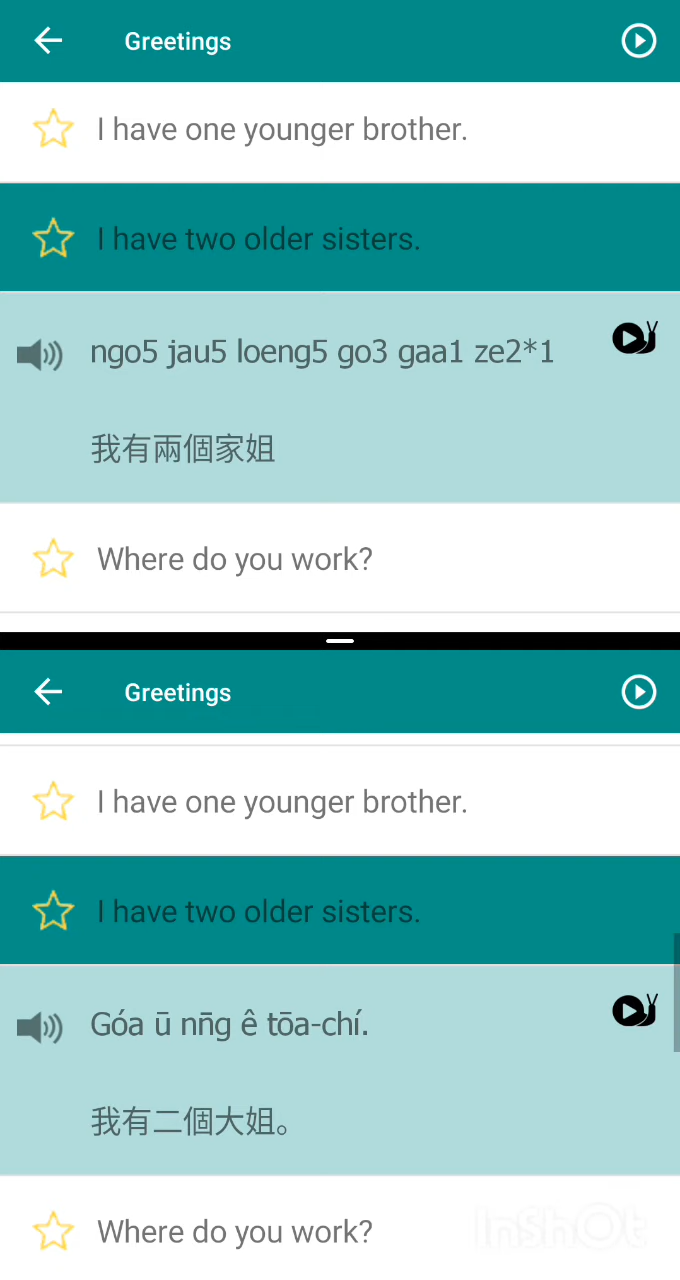 Greetings
I have one younger brother.
I have two older sisters.
ngo5 jau5 loeng5 go3 gaa1 ze2*1
我有兩個家姐
Where do you work?
Greetings
I have one younger brother.
I have two older sisters.
Góa ū nn̄g ê tōa-chí.
我有二個大姐。
Where do you work?
InShOt